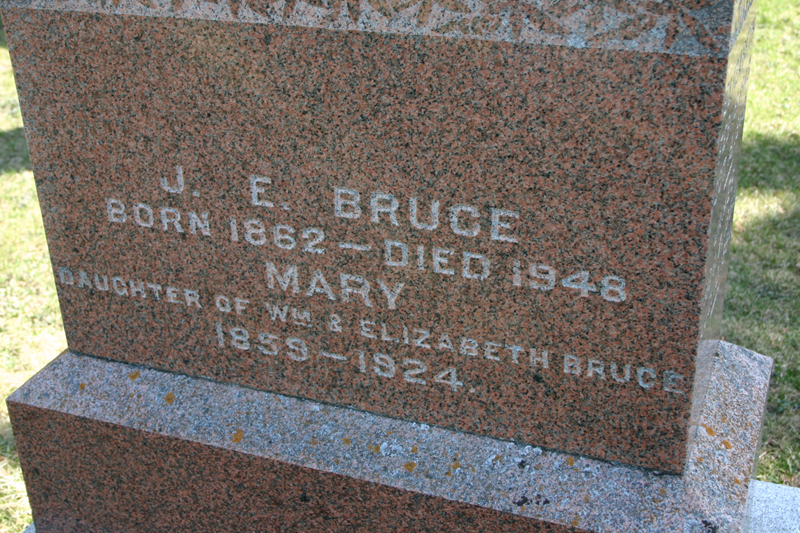 J. E. BRUCE
BORN 1862 — DIED 1948
MARY
DAUGHTER OF WM & ELIZABETH BRUCE
1859 — 1924.